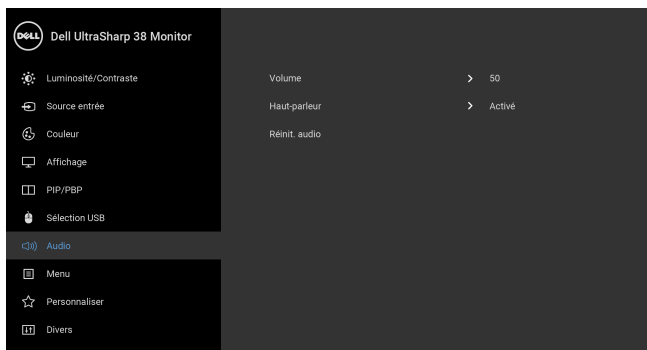 DELL Dell UltraSharp 38 Monitor
Luminosité/Contraste
Source entrée
Couleur
Affichage
PIP/PBP
Sélection USB
Audio
Menu
Personnaliser
Divers
Volume 50
Haut-parleur Activé
Réinit. audio